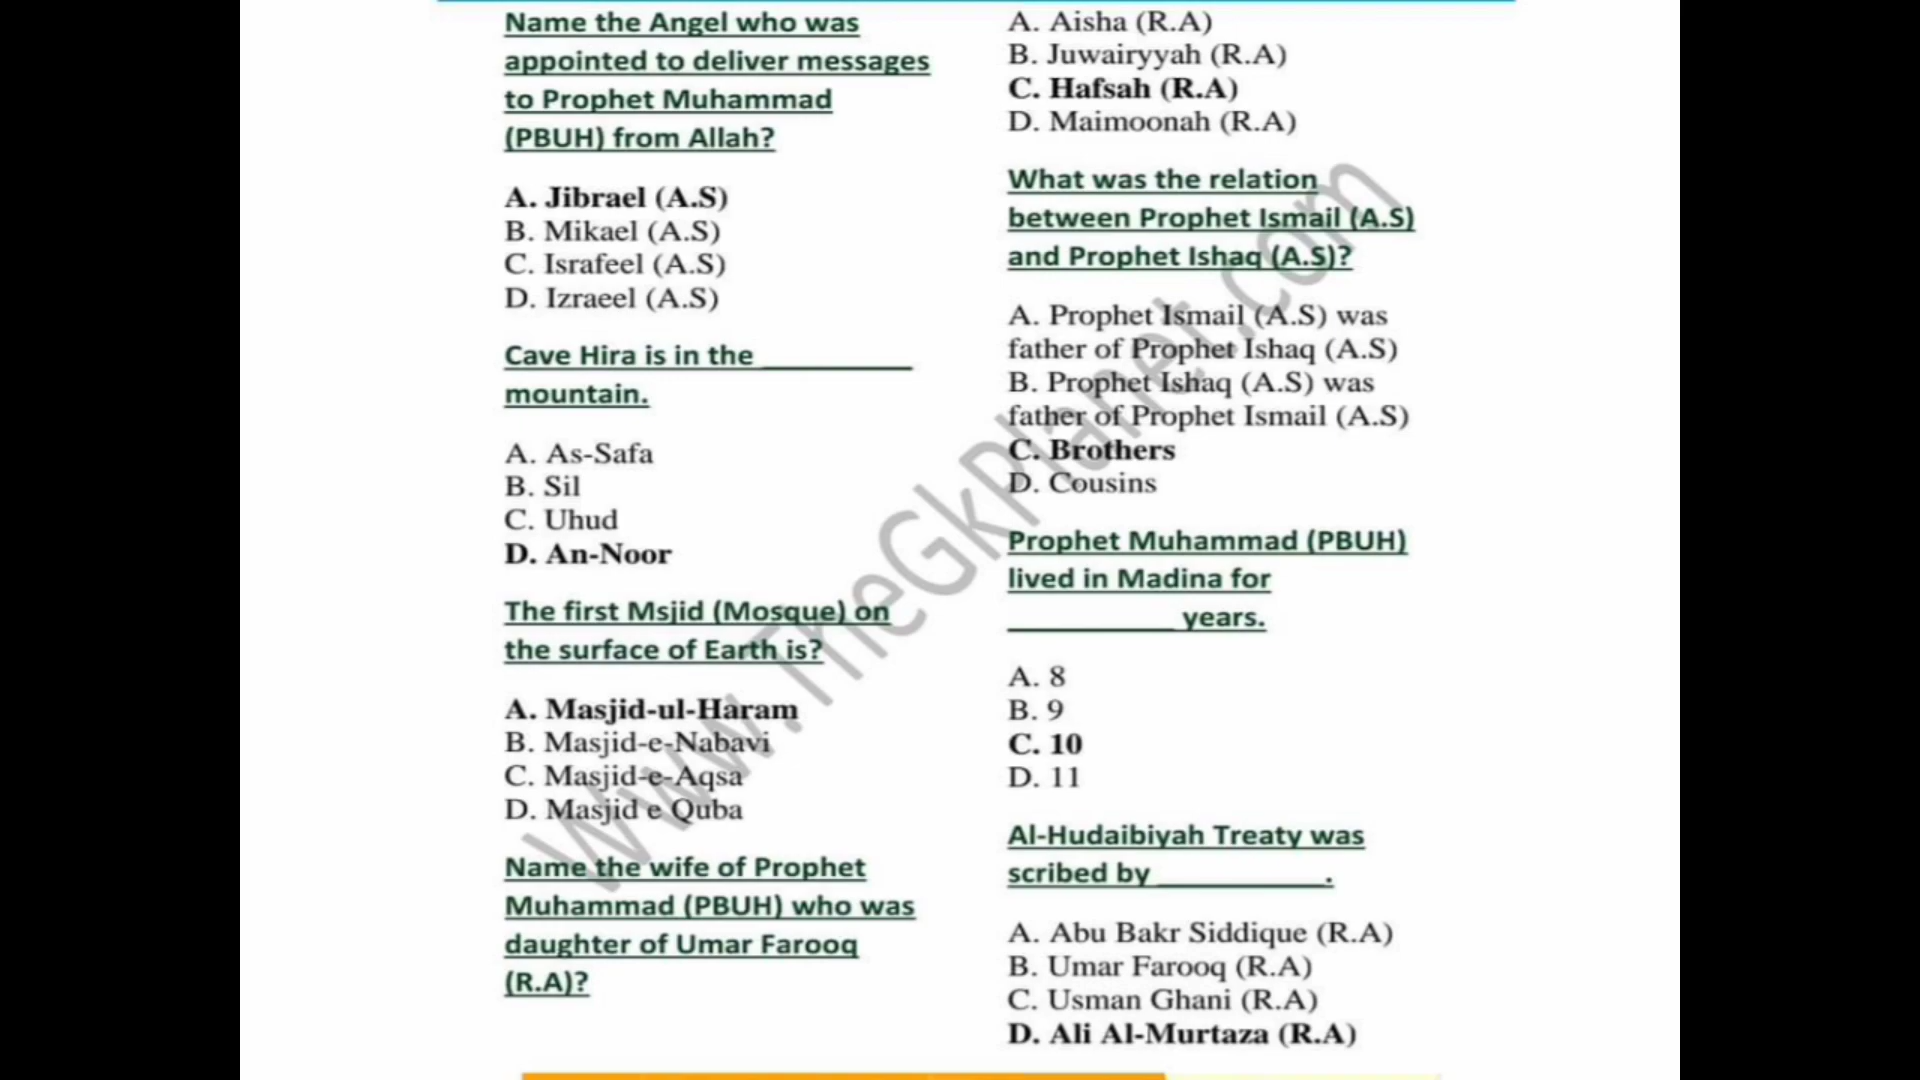 Name the Angel who was
appointed to deliver messages
to Prophet Muhammad
(PBUH) from Allah?
A. Jibrael (A.S)
B. Mikael (A.S)
C. Israfeel (A.S)
D. Izraeel (A.S)
Cave Hira is in the __________
mountain.
A. As-Safa
B. Sil
C. Uhud
D. An-Noor
The first Msjid (Mosque) on
the surface of Earth is?
A. Masjid-ul-Haram
B. Masjid-e-Nabavi
C. Masjid-e-Aqsa
D. Masjid e Quba
Name the wife of Prophet
Muhammad (PBUH) who was
daughter of Umar Farooq
(R.A)?
A. Aisha (R.A)
B. Juwairyyah (R.A)
C. Hafsah (R.A)
D. Maimoonah (R.A)
What was the relation
between Prophet Ismail (A.S)
and Prophet Ishaq (A.S)?
A. Prophet Ismail (A.S) was
father of Prophet Ishaq (A.S)
B. Prophet Ishaq (A.S) was
father of Prophet Ismail (A.S)
C. Brothers
D. Cousins
Prophet Muhammad (PBUH)
lived in Madina for
___________ years.
A. 8
B. 9
C. 10
D. 11
Al-Hudaibiyah Treaty was
scribed by ___________.
A. Abu Bakr Siddique (R.A)
B. Umar Farooq (R.A)
C. Usman Ghani (R.A)
D. Ali Al-Murtaza (R.A)
www.TheGkPlanet.com